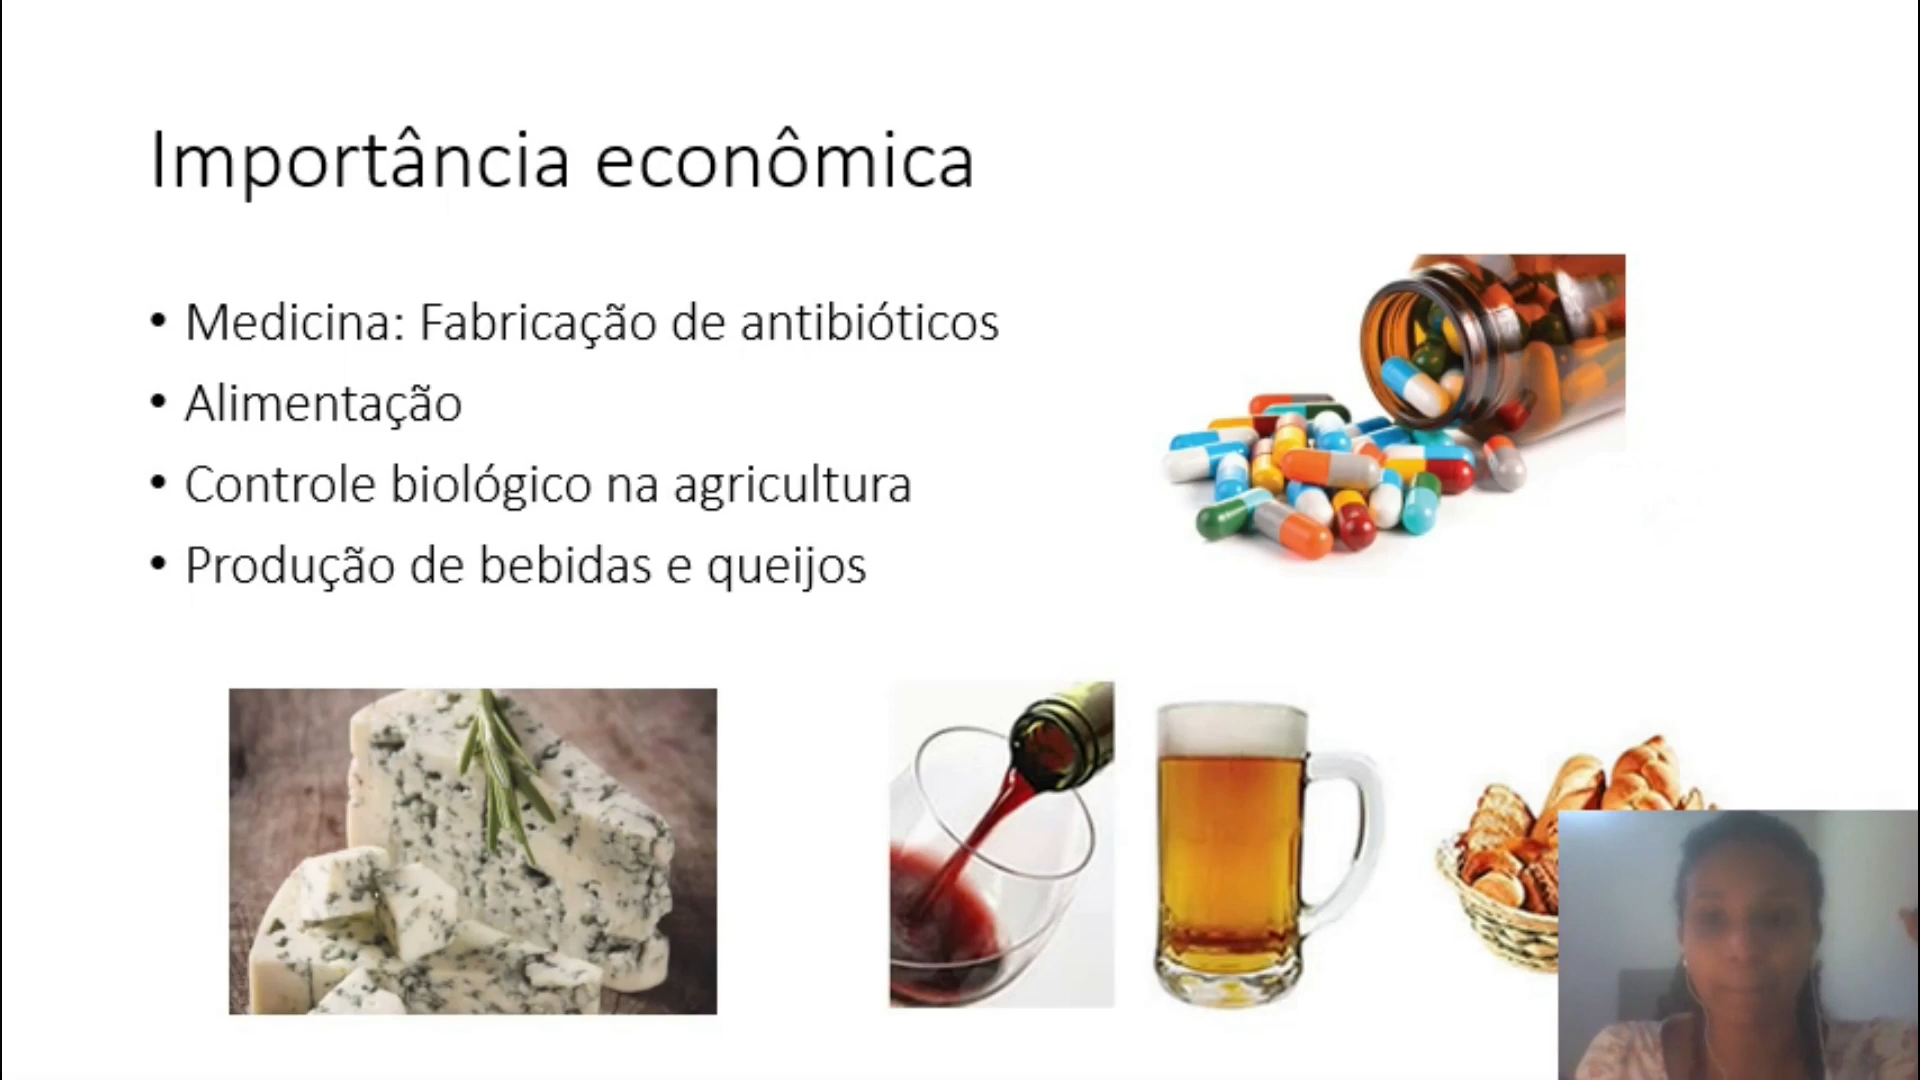 Importância econômica
• Medicina: Fabricação de antibióticos
• Alimentação
• Controle biológico na agricultura
• Produção de bebidas e queijos